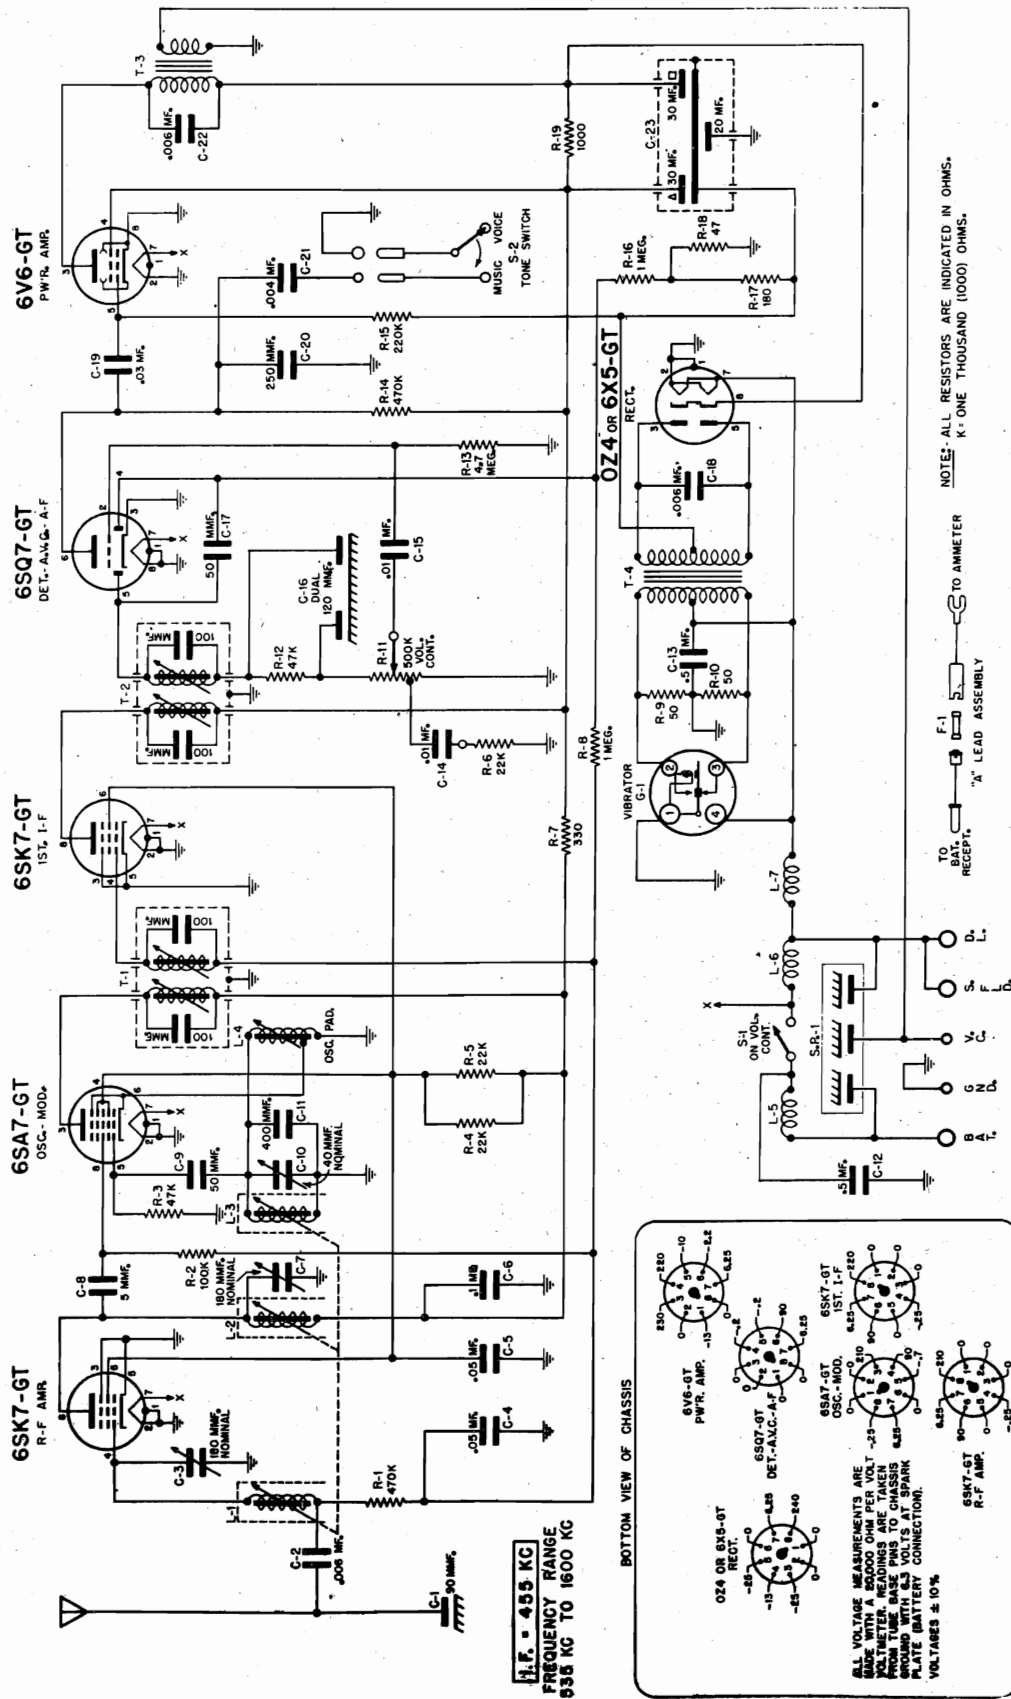 6SK7-GT
R-F AMP.
6SA7-GT
OSC.-MOD.
6SK7-GT
1ST. I-F
6SQ7-GT
DET.-A.V.C.-A-F
6V6-GT
PW'R. AMP.
C-3
180 MMF.
NOMINAL
L-1
C-2
.006 MF.
C-1
90 MMF.
R-1
470K
.05 MF.
C-4
.05 MF.
C-5
C-6
C-8
5 MMF.
R-2
100K
180 MMF.
NOMINAL
C-7
L-2
R-3
47K
C-9
50 MMF.
L-3
400 MMF.
C-11
C-10
40 MMF.
NOMINAL
L-4
OSC. PAD.
R-4
22K
R-5
22K
T-1
MMF.
100
MMF.
100
T-2
MMF.
100
MMF.
100
50 MMF.
C-17
R-12
47K
C-16
DUAL
120 MMF.
R-11
500K
VOL.
CONT.
.01 MF.
C-15
R-13
4.7
MEG.
.01 MF.
C-14
R-6
22K
R-7
330
R-8
1 MEG.
C-19
.03 MF.
R-14
470K
250 MMF.
C-20
R-15
220K
.004 MF.
C-21
MUSIC VOICE
S-2
TONE SWITCH
T-3
.006 MF.
C-22
R-19
1000
C-23
30 MF.
30 MF.
20 MF.
R-16
1 MEG.
R-18
47
R-17
180
OZ4 OR 6X5-GT
RECT.
.006 MF.
C-18
T-4
C-13
.5 MF.
R-9
50
R-10
50
VIBRATOR
G-1
L-7
L-6
X
S-1
ON VOL.
CONT.
S.R-1
L-5
.5 MF.
C-12
BAT.
GND.
V.C.
S.FLD.
D.L.
TO
BAT.
RECEPT.
F-1
TO AMMETER
"A" LEAD ASSEMBLY
NOTE:- ALL RESISTORS ARE INDICATED IN OHMS.
K = ONE THOUSAND (1000) OHMS.
I.F. = 455 KC
FREQUENCY RANGE
535 KC TO 1600 KC
BOTTOM VIEW OF CHASSIS
OZ4 OR 6X5-GT
RECT.
6V6-GT
PW'R. AMP.
6SQ7-GT
DET.-A.V.C.-A-F
6SA7-GT
OSC.-MOD.
6SK7-GT
1ST. I-F
6SK7-GT
R-F AMP.
ALL VOLTAGE MEASUREMENTS ARE
MADE WITH A 20,000 OHM PER VOLT
VOLTMETER. READINGS ARE TAKEN
FROM TUBE BASE PINS TO CHASSIS
GROUND WITH 6.3 VOLTS AT SPARK
PLATE (BATTERY CONNECTION).
VOLTAGES ± 10%